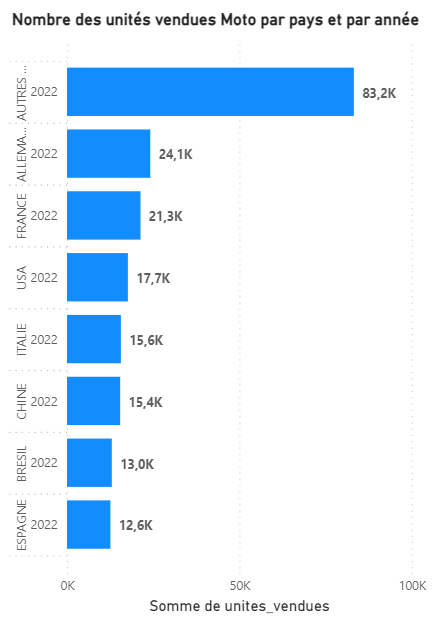 Nombre des unités vendues Moto par pays et par année
AUTRES ... 2022 83,2K
ALLEMA... 2022 24,1K
FRANCE 2022 21,3K
USA 2022 17,7K
ITALIE 2022 15,6K
CHINE 2022 15,4K
BRESIL 2022 13,0K
ESPAGNE 2022 12,6K
0K 50K 100K
Somme de unites_vendues